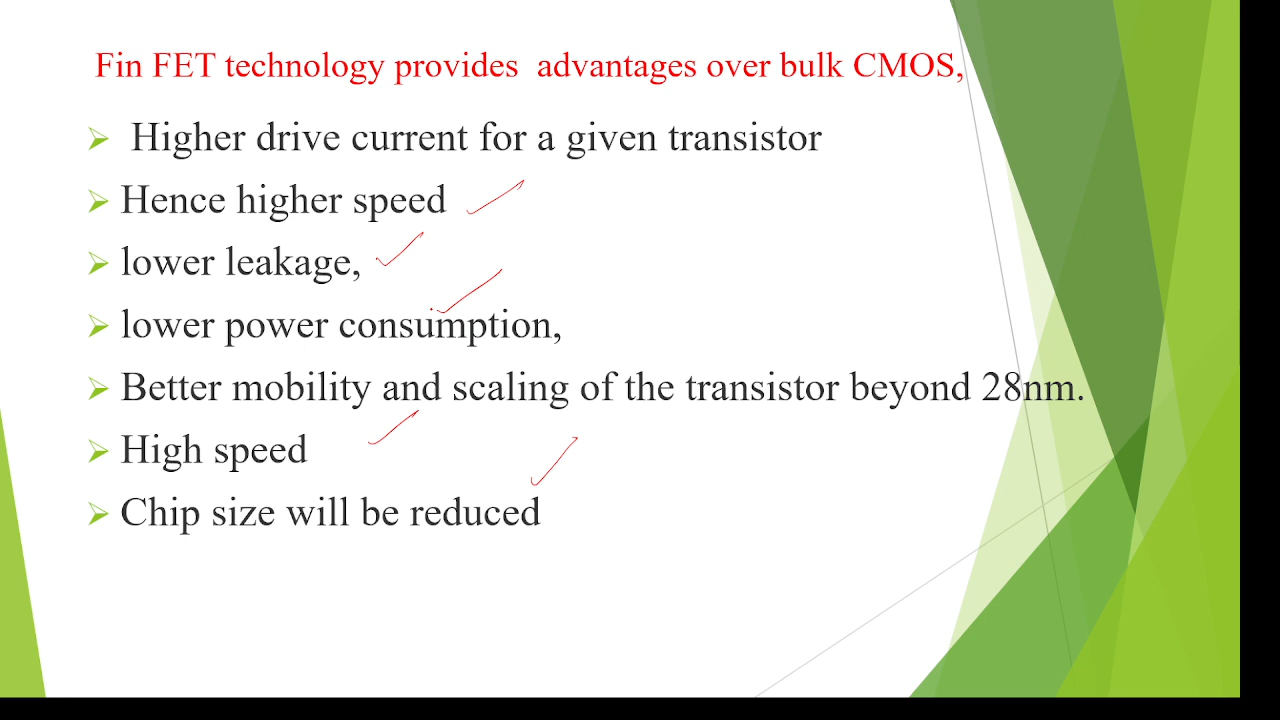 Fin FET technology provides advantages over bulk CMOS,
Higher drive current for a given transistor
Hence higher speed
lower leakage,
lower power consumption,
Better mobility and scaling of the transistor beyond 28nm.
High speed
Chip size will be reduced